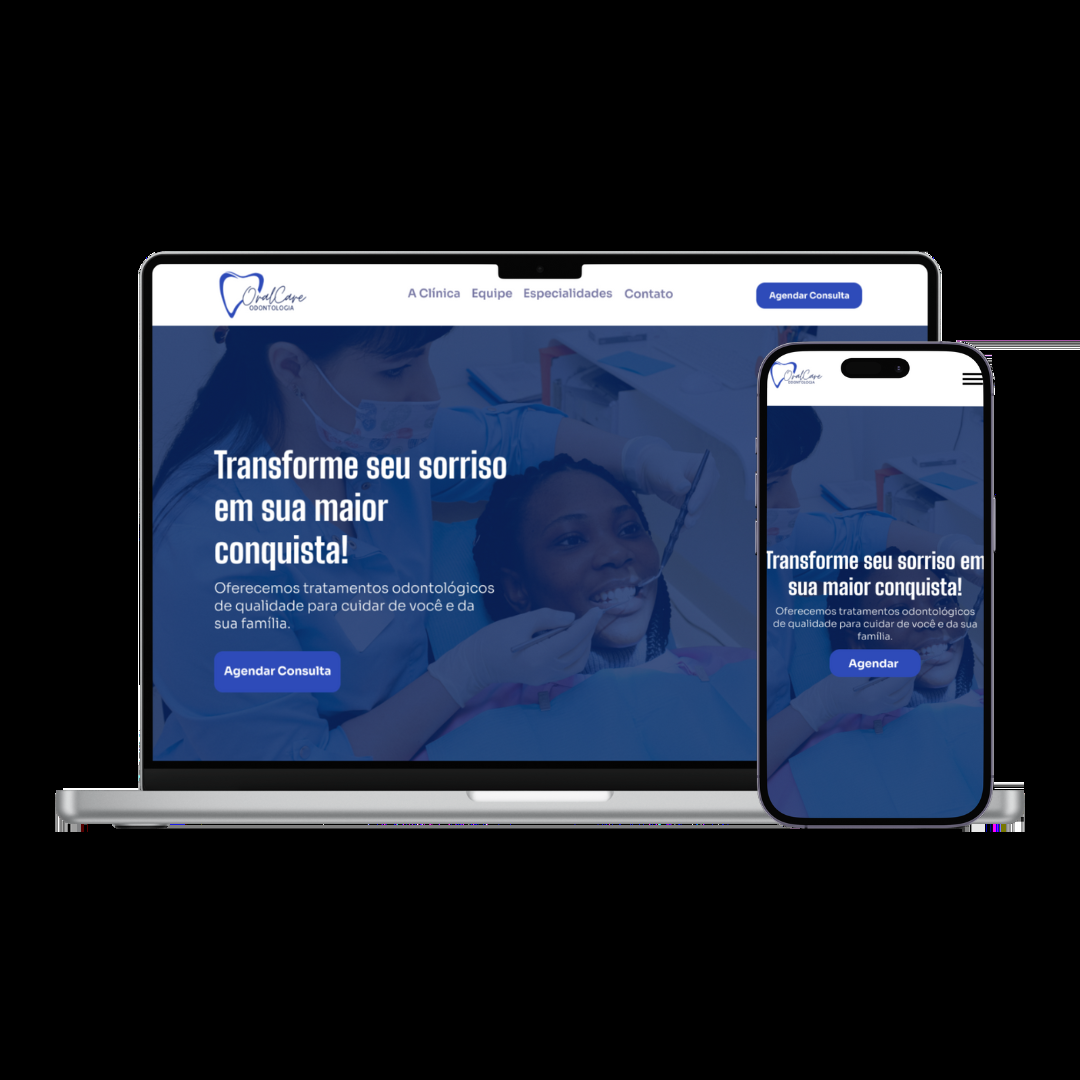 OralCare
ODONTOLOGIA
A Clínica Equipe Especialidades Contato
Agendar Consulta
Transforme seu sorriso
em sua maior
conquista!
Oferecemos tratamentos odontológicos
de qualidade para cuidar de você e da
sua família.
Agendar Consulta
OralCare
ODONTOLOGIA
Transforme seu sorriso em
sua maior conquista!
Oferecemos tratamentos odontológicos
de qualidade para cuidar de você e da sua
família.
Agendar